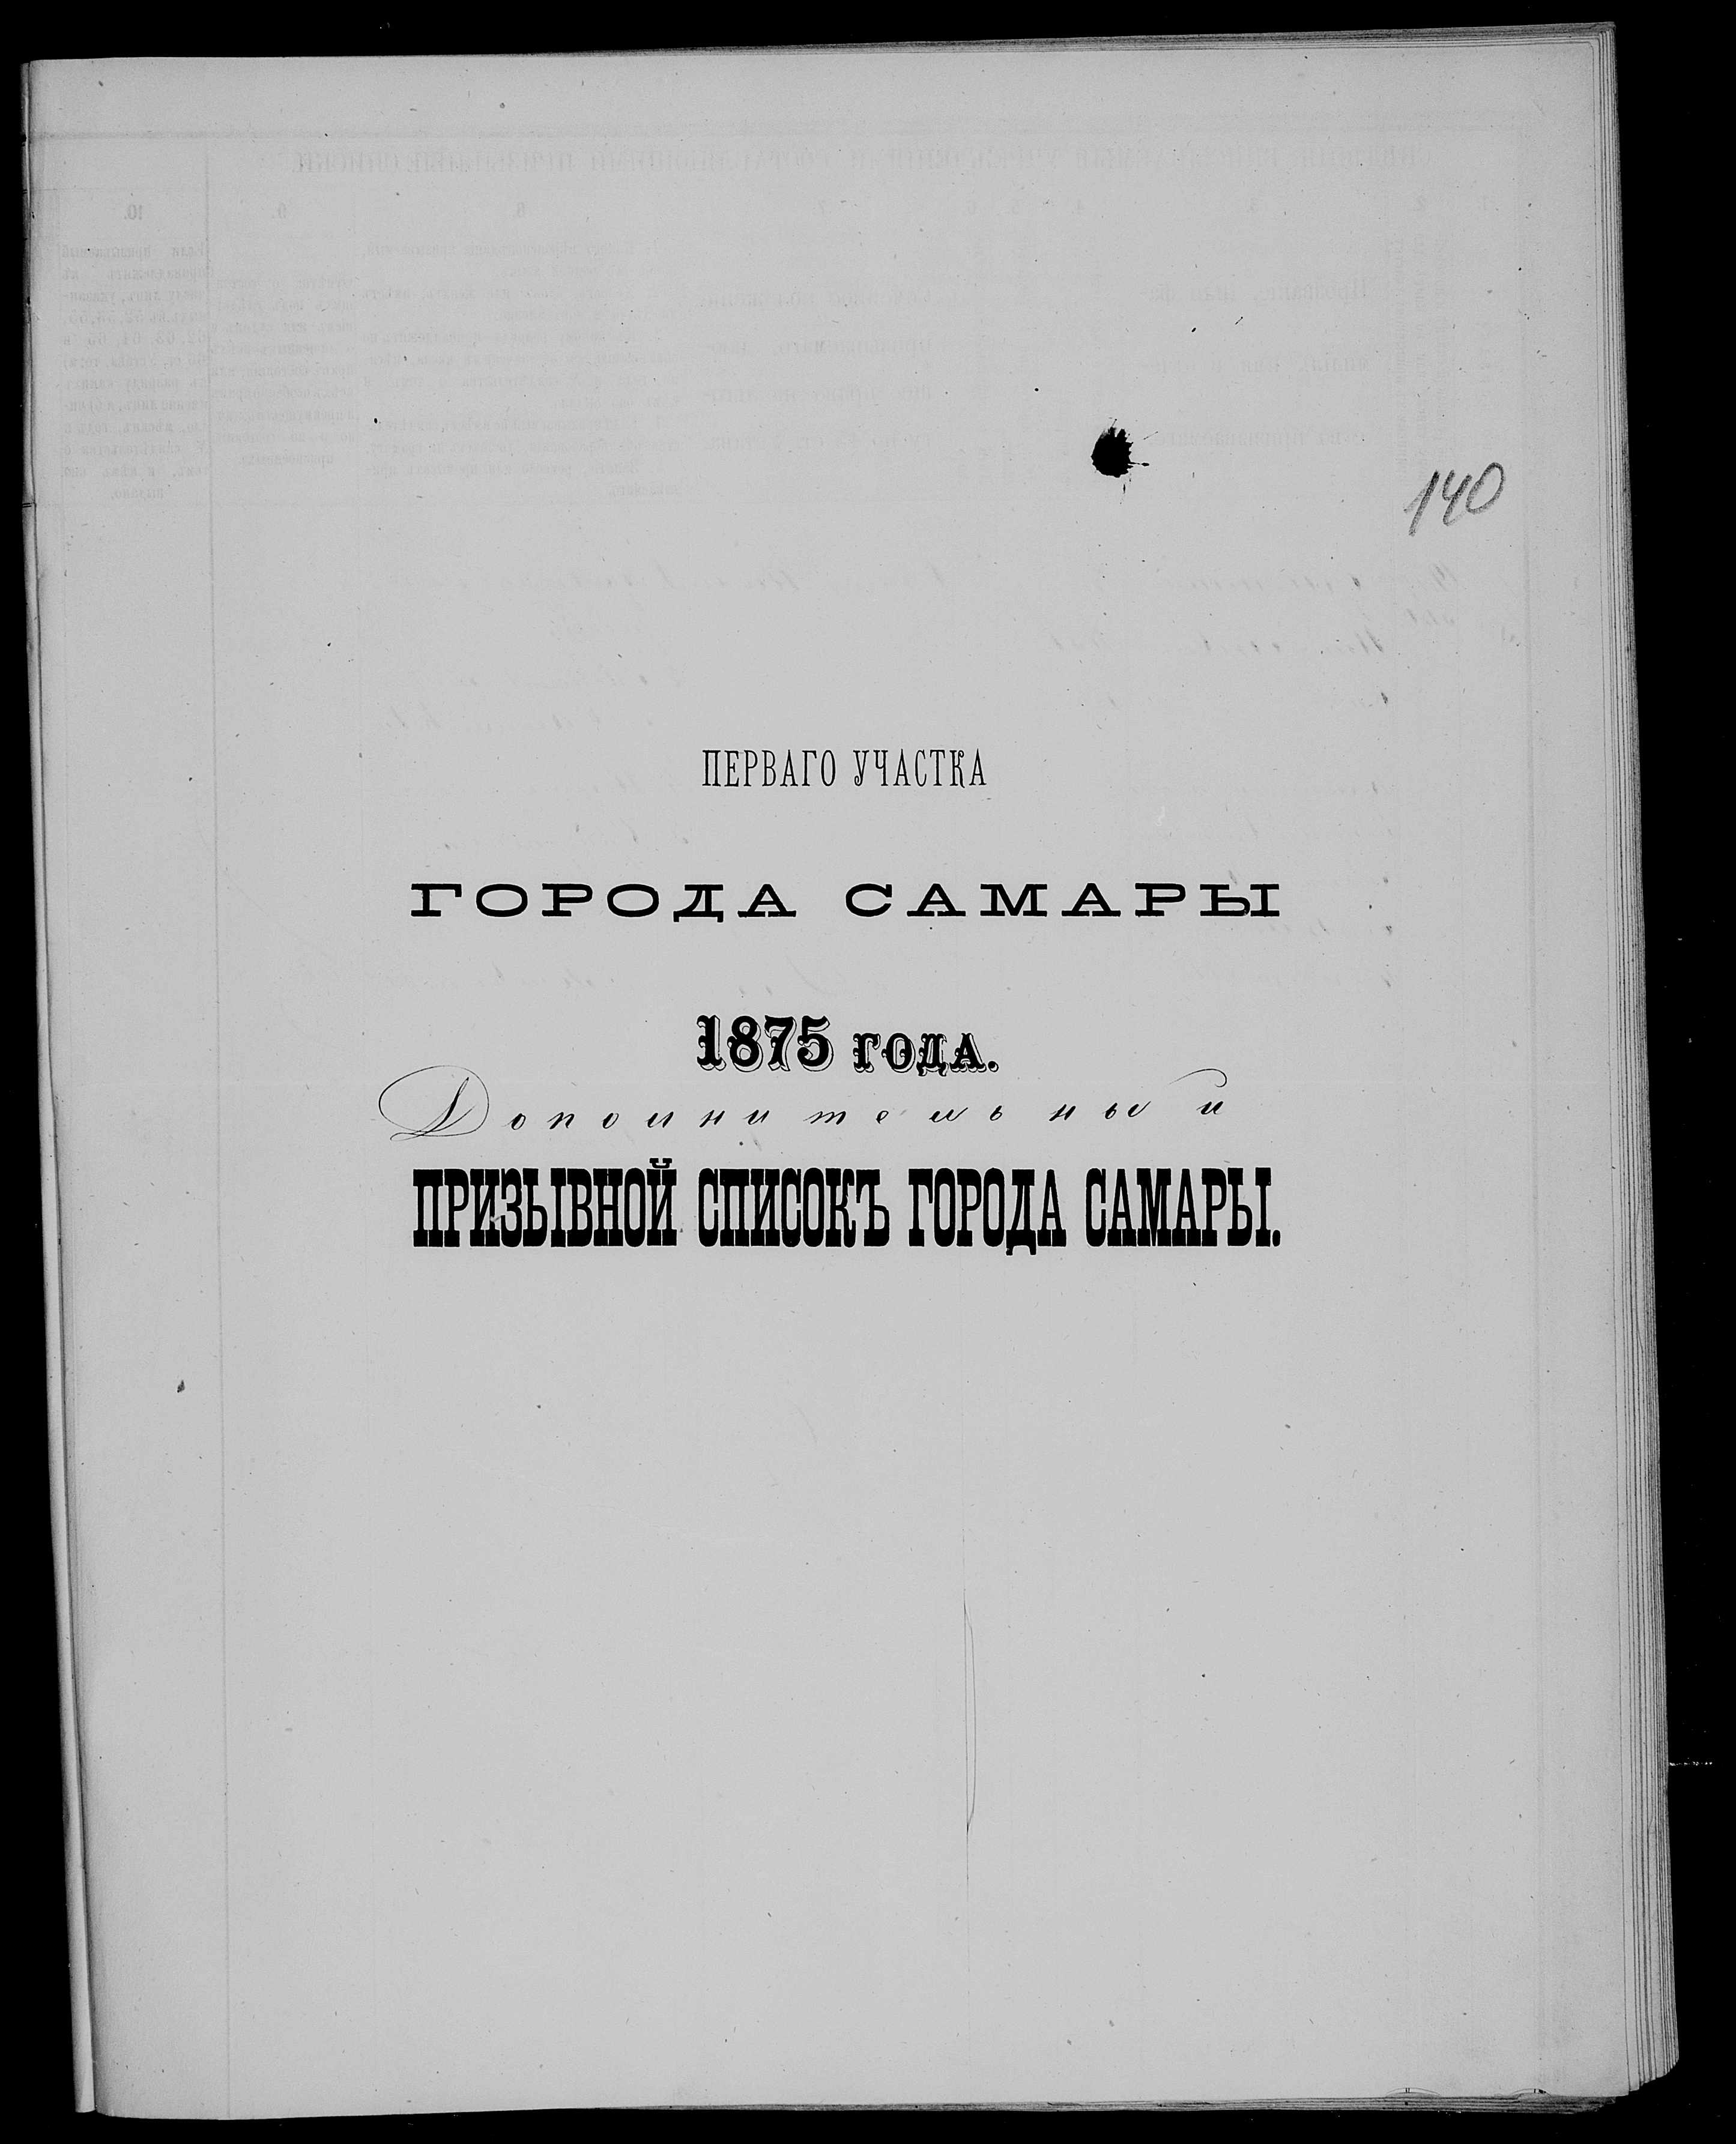 140
ПЕРВАГО УЧАСТКА
ГОРОДА САМАРЫ
1875 года.
Дополнительный
ПРИЗЫВНОЙ СПИСОКЪ ГОРОДА САМАРЫ.